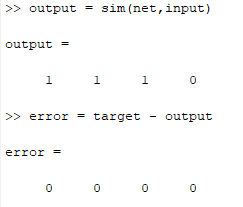 >> output = sim(net,input)
output =
1 1 1 0
>> error = target - output
error =
0 0 0 0